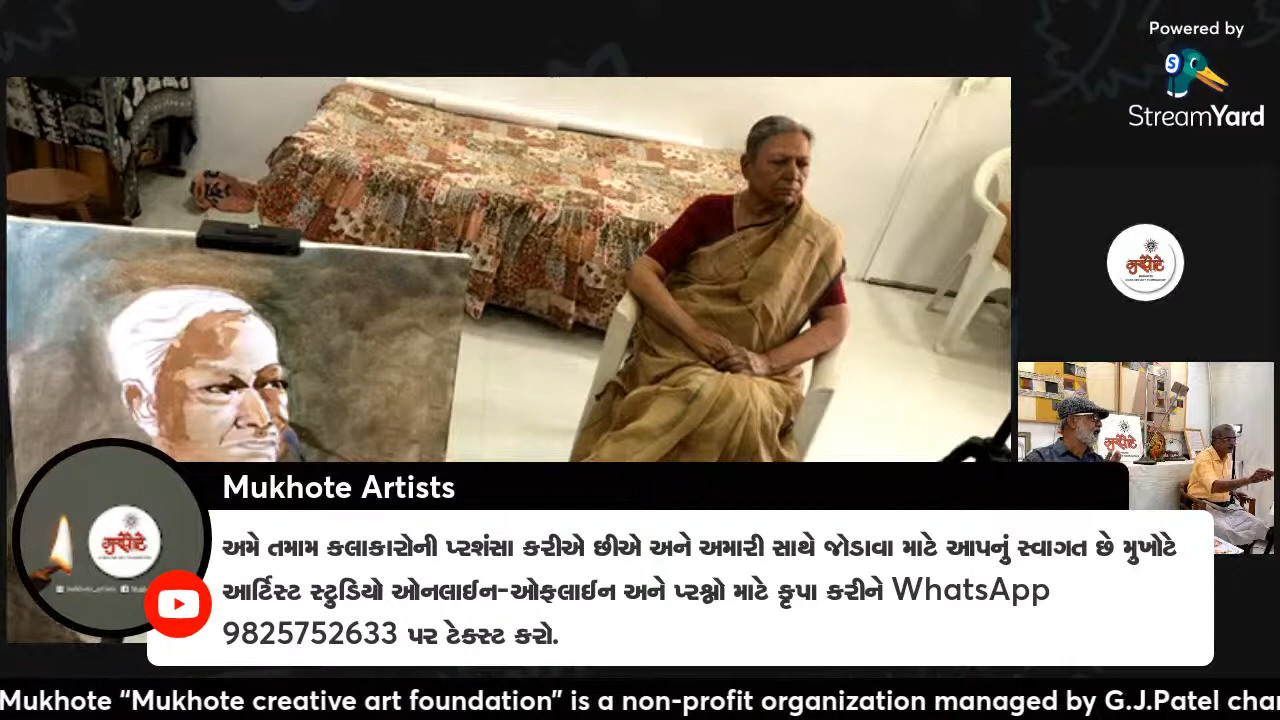 Powered by
StreamYard
મુખોટે
મુખોટે
Mukhote Artists
અમે તમામ કલાકારોની પ્રશંસા કરીએ છીએ અને અમારી સાથે જોડાવા માટે આપનું સ્વાગત છે મુખૌટે
આર્ટિસ્ટ સ્ટુડિયો ઓનલાઈન-ઓફલાઈન અને પ્રશ્નો માટે કૃપા કરીને WhatsApp
9825752633 પર ટેક્સ્ટ કરો.
Mukhote “Mukhote creative art foundation” is a non-profit organization managed by G.J.Patel cha